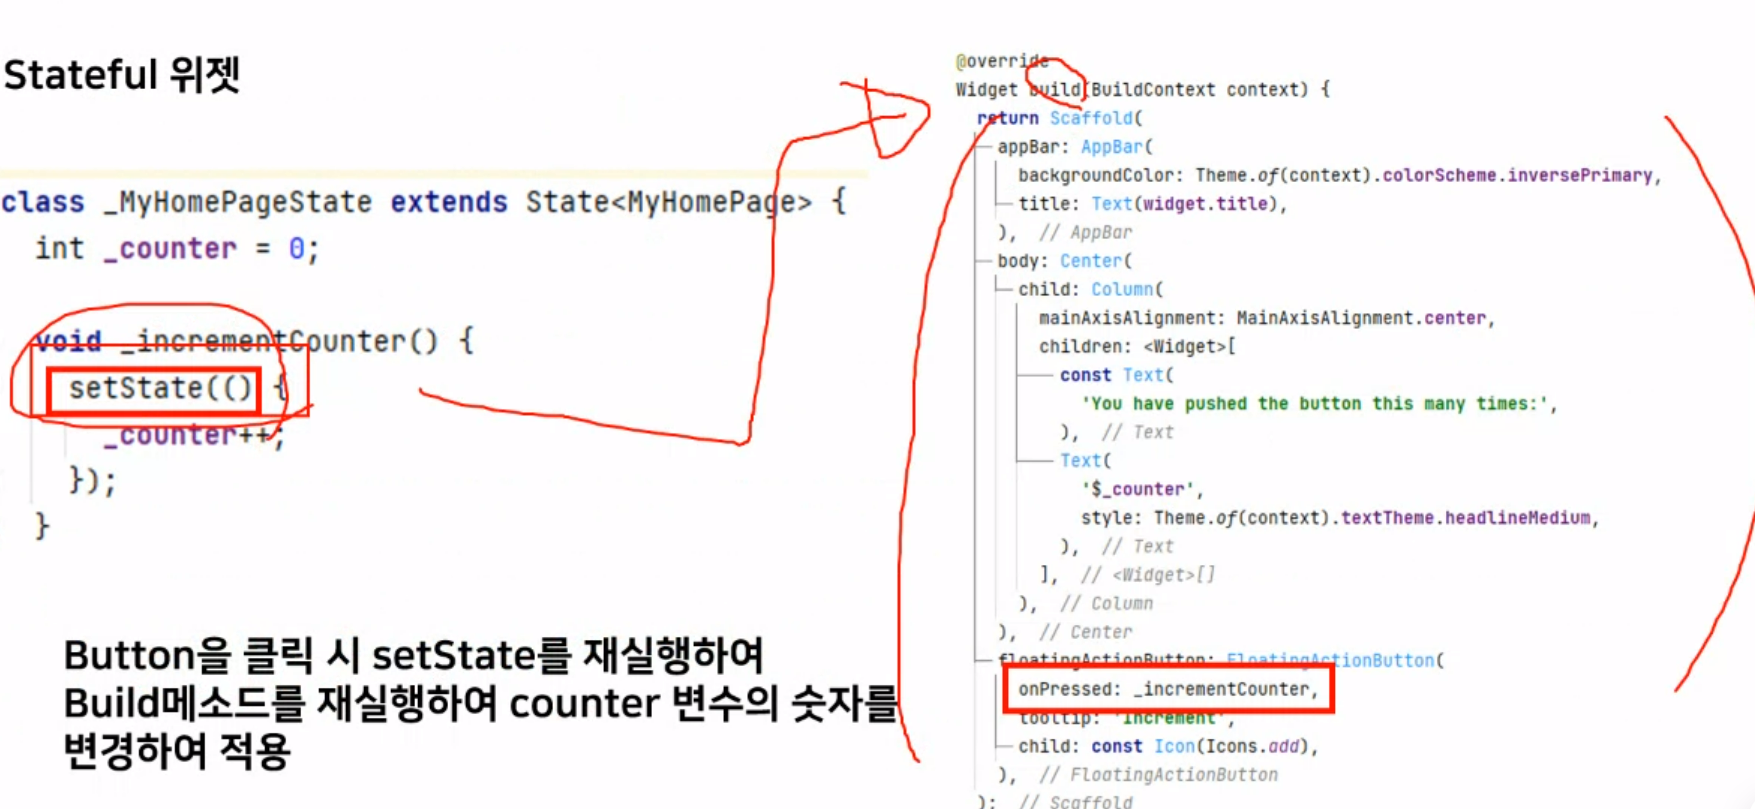 Stateful 위젯
class _MyHomePageState extends State<MyHomePage> {
int _counter = 0;
void _incrementCounter() {
setState(() {
_counter++;
});
}
Button을 클릭 시 setState를 재실행하여
Build메소드를 재실행하여 counter 변수의 숫자를
변경하여 적용
@override
Widget build(BuildContext context) {
return Scaffold(
appBar: AppBar(
backgroundColor: Theme.of(context).colorScheme.inversePrimary,
title: Text(widget.title),
), // AppBar
body: Center(
child: Column(
mainAxisAlignment: MainAxisAlignment.center,
children: <Widget>[
const Text(
'You have pushed the button this many times:',
), // Text
Text(
'$_counter',
style: Theme.of(context).textTheme.headlineMedium,
), // Text
], // <Widget>[]
), // Column
), // Center
floatingActionButton: FloatingActionButton(
onPressed: _incrementCounter,
tooltip: 'Increment',
child: const Icon(Icons.add),
), // FloatingActionButton
); // Scaffold